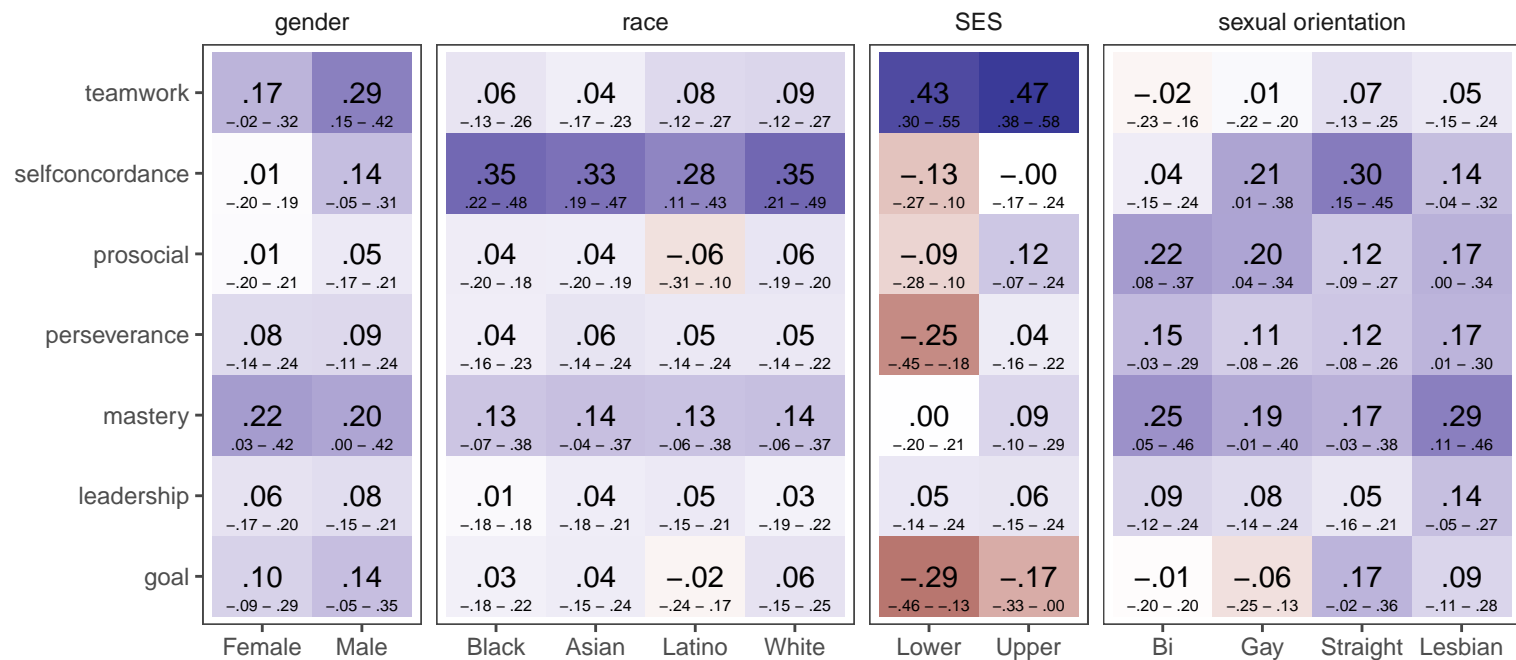 gender race SES sexual orientation
teamwork .17 .29 .06 .04 .08 .09 .43 .47 −.02 .01 .07 .05
−.02 − .32 .15 − .42 −.13 − .26 −.17 − .23 −.12 − .27 −.12 − .27 .30 − .55 .38 − .58 −.23 − .16 −.22 − .20 −.13 − .25 −.15 − .24
selfconcordance .01 .14 .35 .33 .28 .35 −.13 −.00 .04 .21 .30 .14
−.20 − .19 −.05 − .31 .22 − .48 .19 − .47 .11 − .43 .21 − .49 −.27 − .10 −.17 − .24 −.15 − .24 .01 − .38 .15 − .45 −.04 − .32
prosocial .01 .05 .04 .04 −.06 .06 −.09 .12 .22 .20 .12 .17
−.20 − .21 −.17 − .21 −.20 − .18 −.20 − .19 −.31 − .10 −.19 − .20 −.28 − .10 −.07 − .24 .08 − .37 .04 − .34 −.09 − .27 .00 − .34
perseverance .08 .09 .04 .06 .05 .05 −.25 .04 .15 .11 .12 .17
−.14 − .24 −.11 − .24 −.16 − .23 −.14 − .24 −.14 − .24 −.14 − .22 −.45 − −.18 −.16 − .22 −.03 − .29 −.08 − .26 −.08 − .26 .01 − .30
mastery .22 .20 .13 .14 .13 .14 .00 .09 .25 .19 .17 .29
.03 − .42 .00 − .42 −.07 − .38 −.04 − .37 −.06 − .38 −.06 − .37 −.20 − .21 −.10 − .29 .05 − .46 −.01 − .40 −.03 − .38 .11 − .46
leadership .06 .08 .01 .04 .05 .03 .05 .06 .09 .08 .05 .14
−.17 − .20 −.15 − .21 −.18 − .18 −.18 − .21 −.15 − .21 −.19 − .22 −.14 − .24 −.15 − .24 −.12 − .24 −.14 − .24 −.16 − .21 −.05 − .27
goal .10 .14 .03 .04 −.02 .06 −.29 −.17 −.01 −.06 .17 .09
−.09 − .29 −.05 − .35 −.18 − .22 −.15 − .24 −.24 − .17 −.15 − .25 −.46 − −.13 −.33 − .00 −.20 − .20 −.25 − .13 −.02 − .36 −.11 − .28
Female Male Black Asian Latino White Lower Upper Bi Gay Straight Lesbian